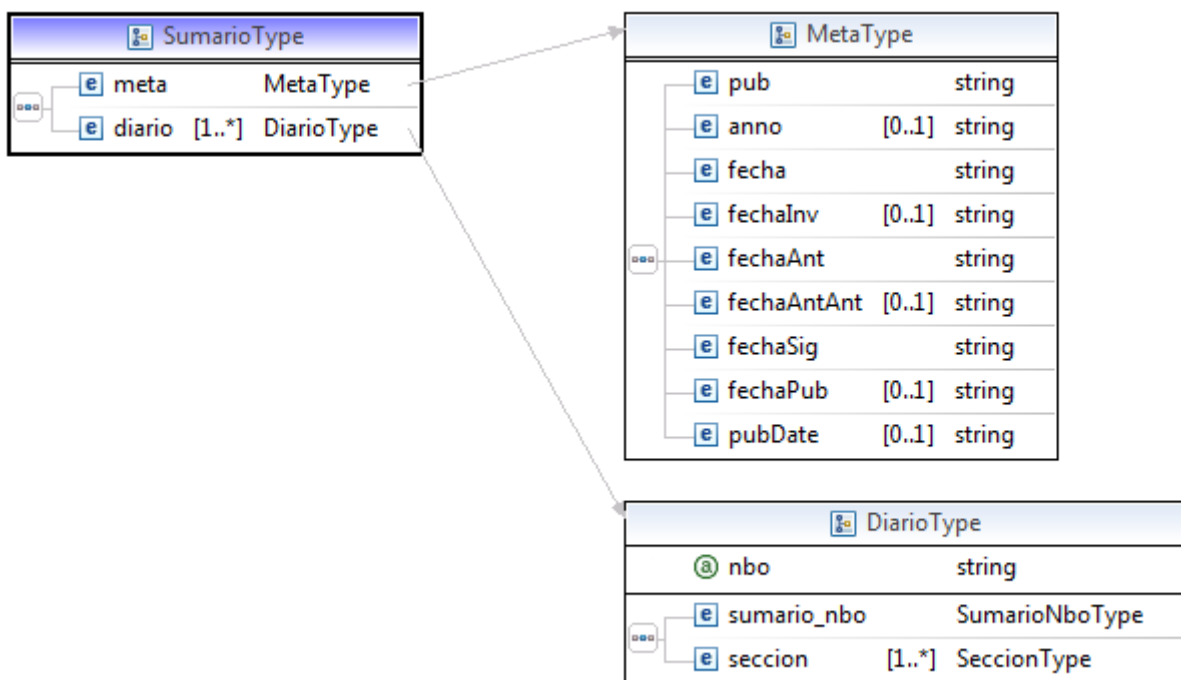 SumarioType
e meta MetaType
e diario [1..*] DiarioType
MetaType
e pub string
e anno [0..1] string
e fecha string
e fechaInv [0..1] string
e fechaAnt string
e fechaAntAnt [0..1] string
e fechaSig string
e fechaPub [0..1] string
e pubDate [0..1] string
DiarioType
a nbo string
e sumario_nbo SumarioNboType
e seccion [1..*] SeccionType